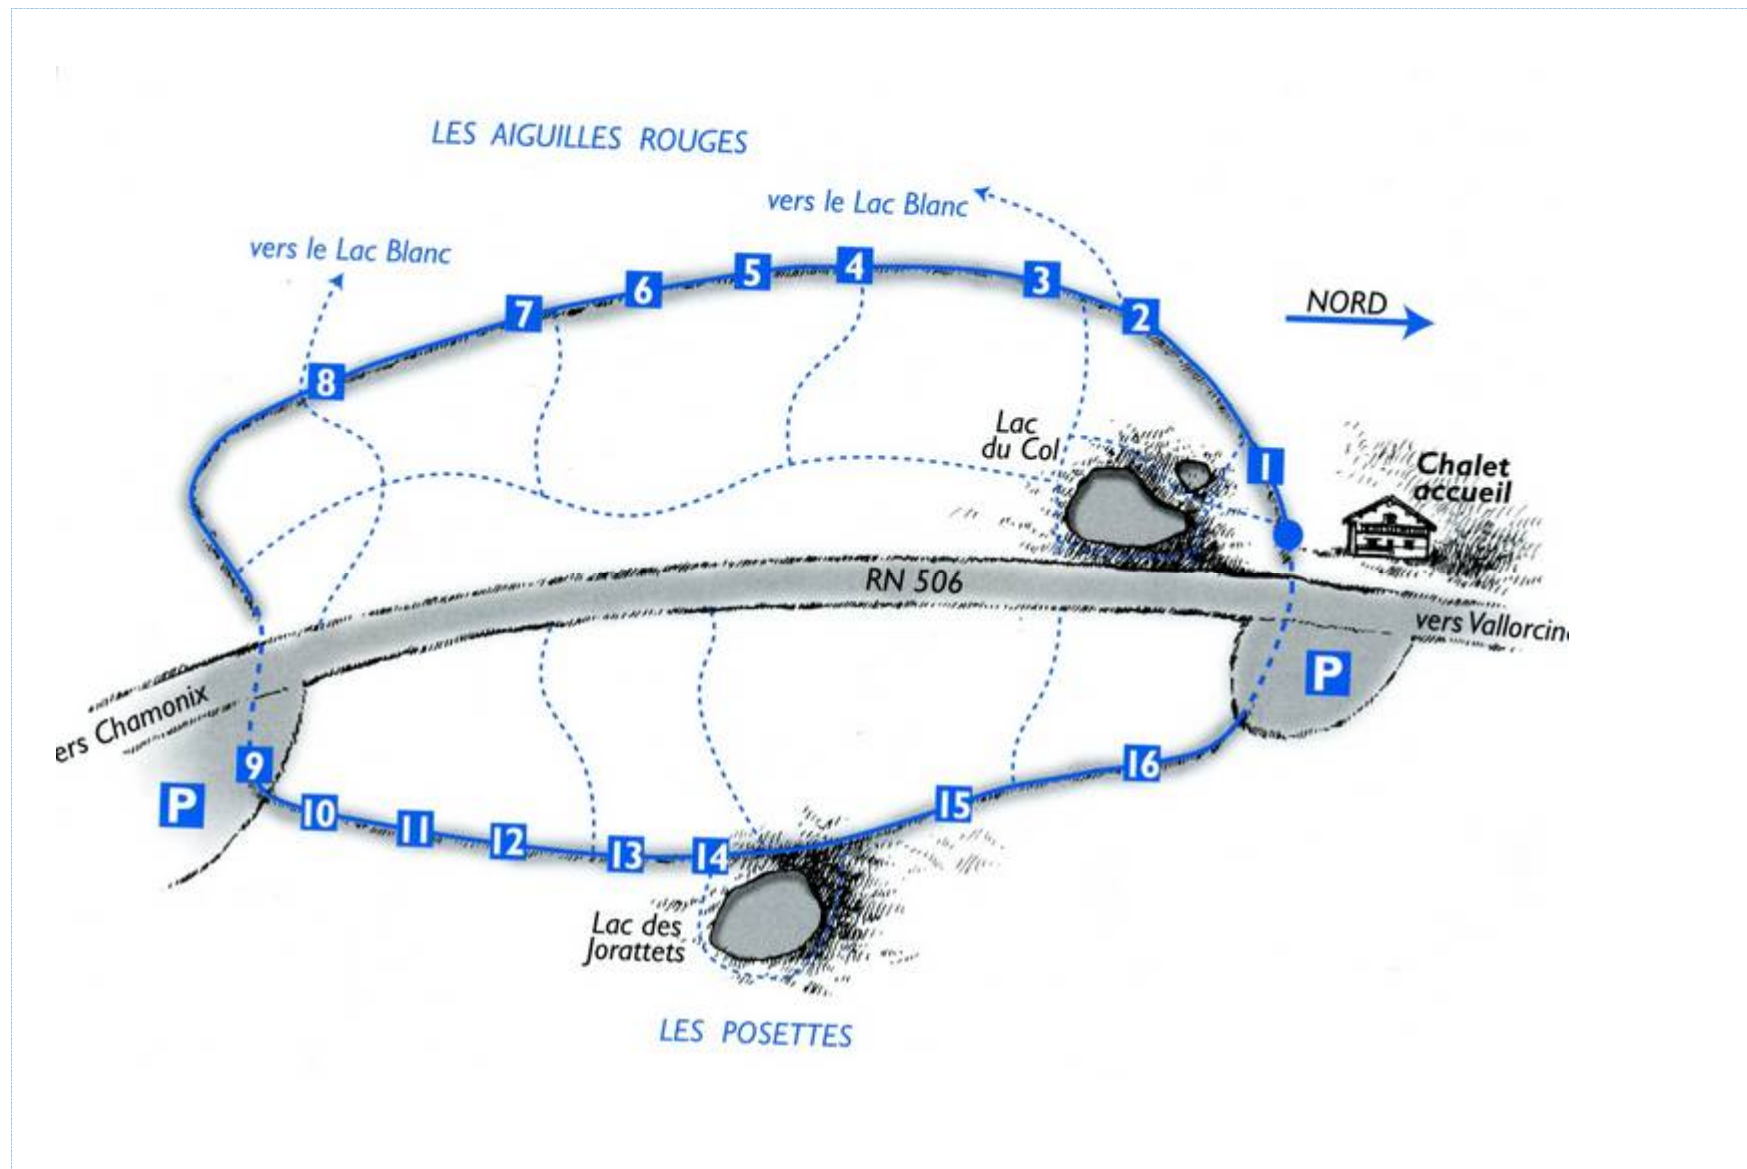 LES AIGUILLES ROUGES
vers le Lac Blanc
vers le Lac Blanc
4
5
3
6
7
2
NORD
8
Lac
du Col
1
Chalet
accueil
RN 506
vers Vallorcin
P
ers Chamonix
9
P
10
11
12
13
14
15
16
Lac des
Jorattets
LES POSETTES